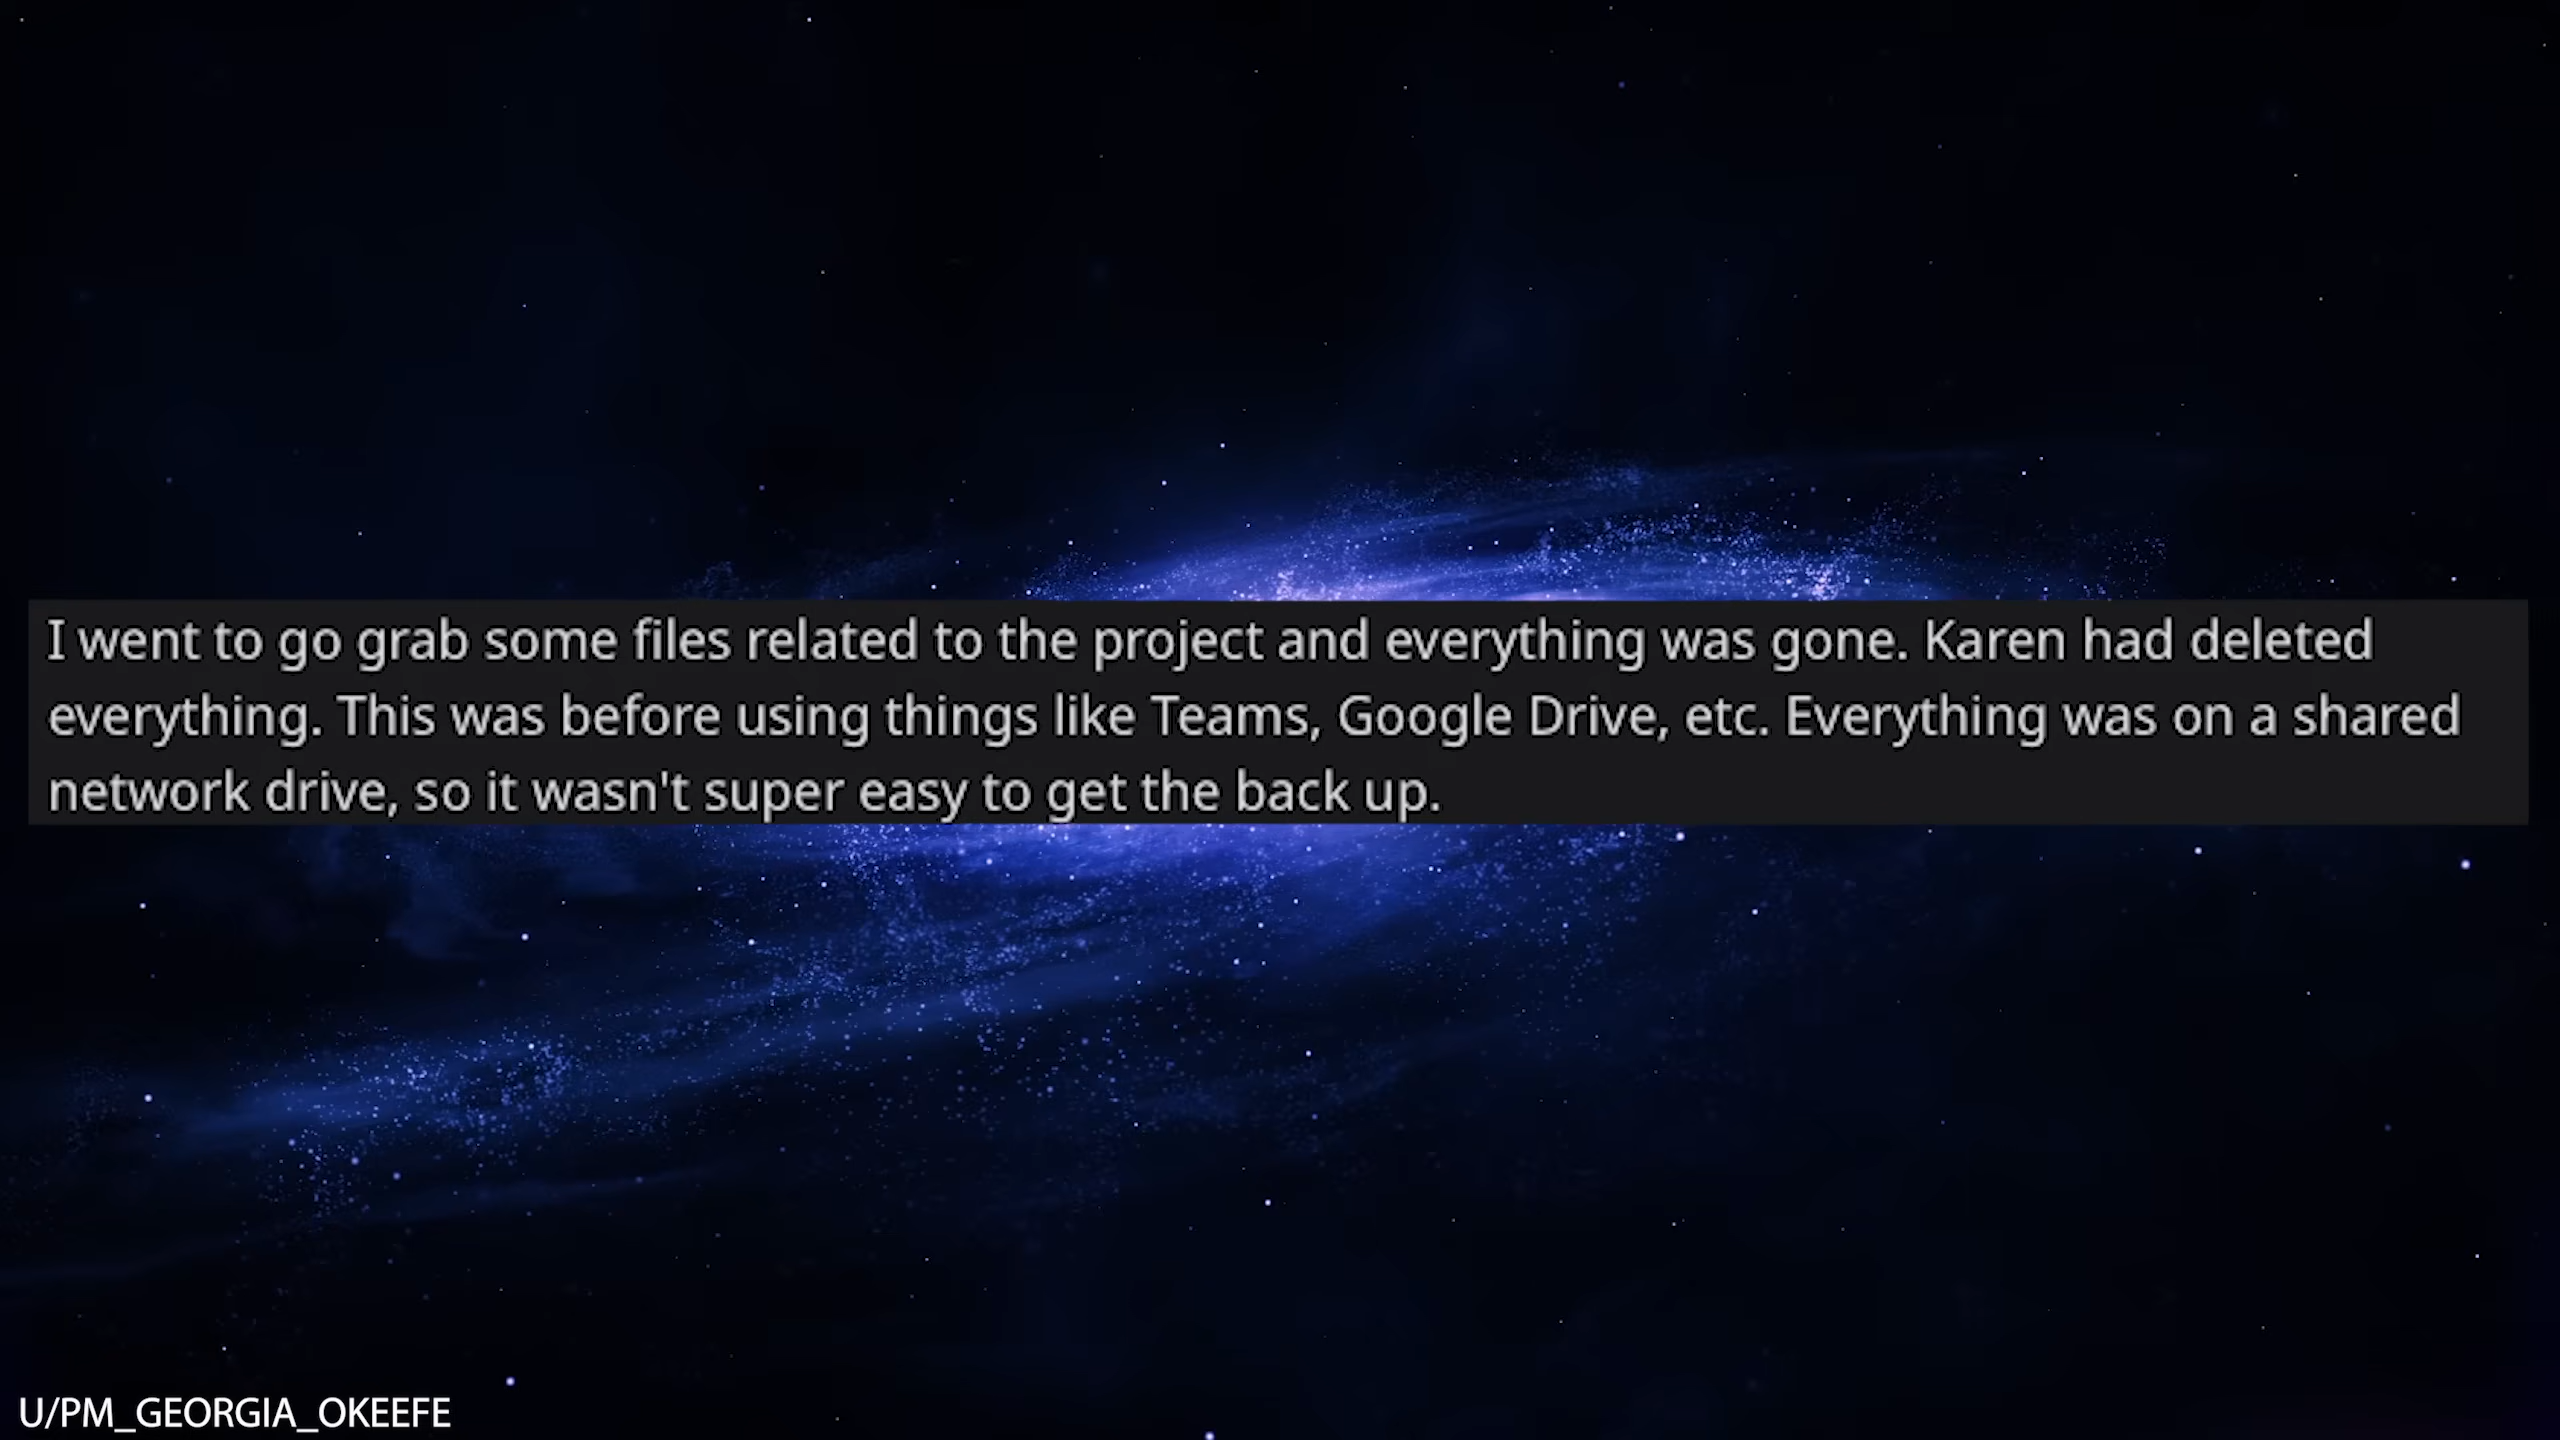 I went to go grab some files related to the project and everything was gone. Karen had deleted
everything. This was before using things like Teams, Google Drive, etc. Everything was on a shared
network drive, so it wasn't super easy to get the back up.
U/PM_GEORGIA_OKEEFE